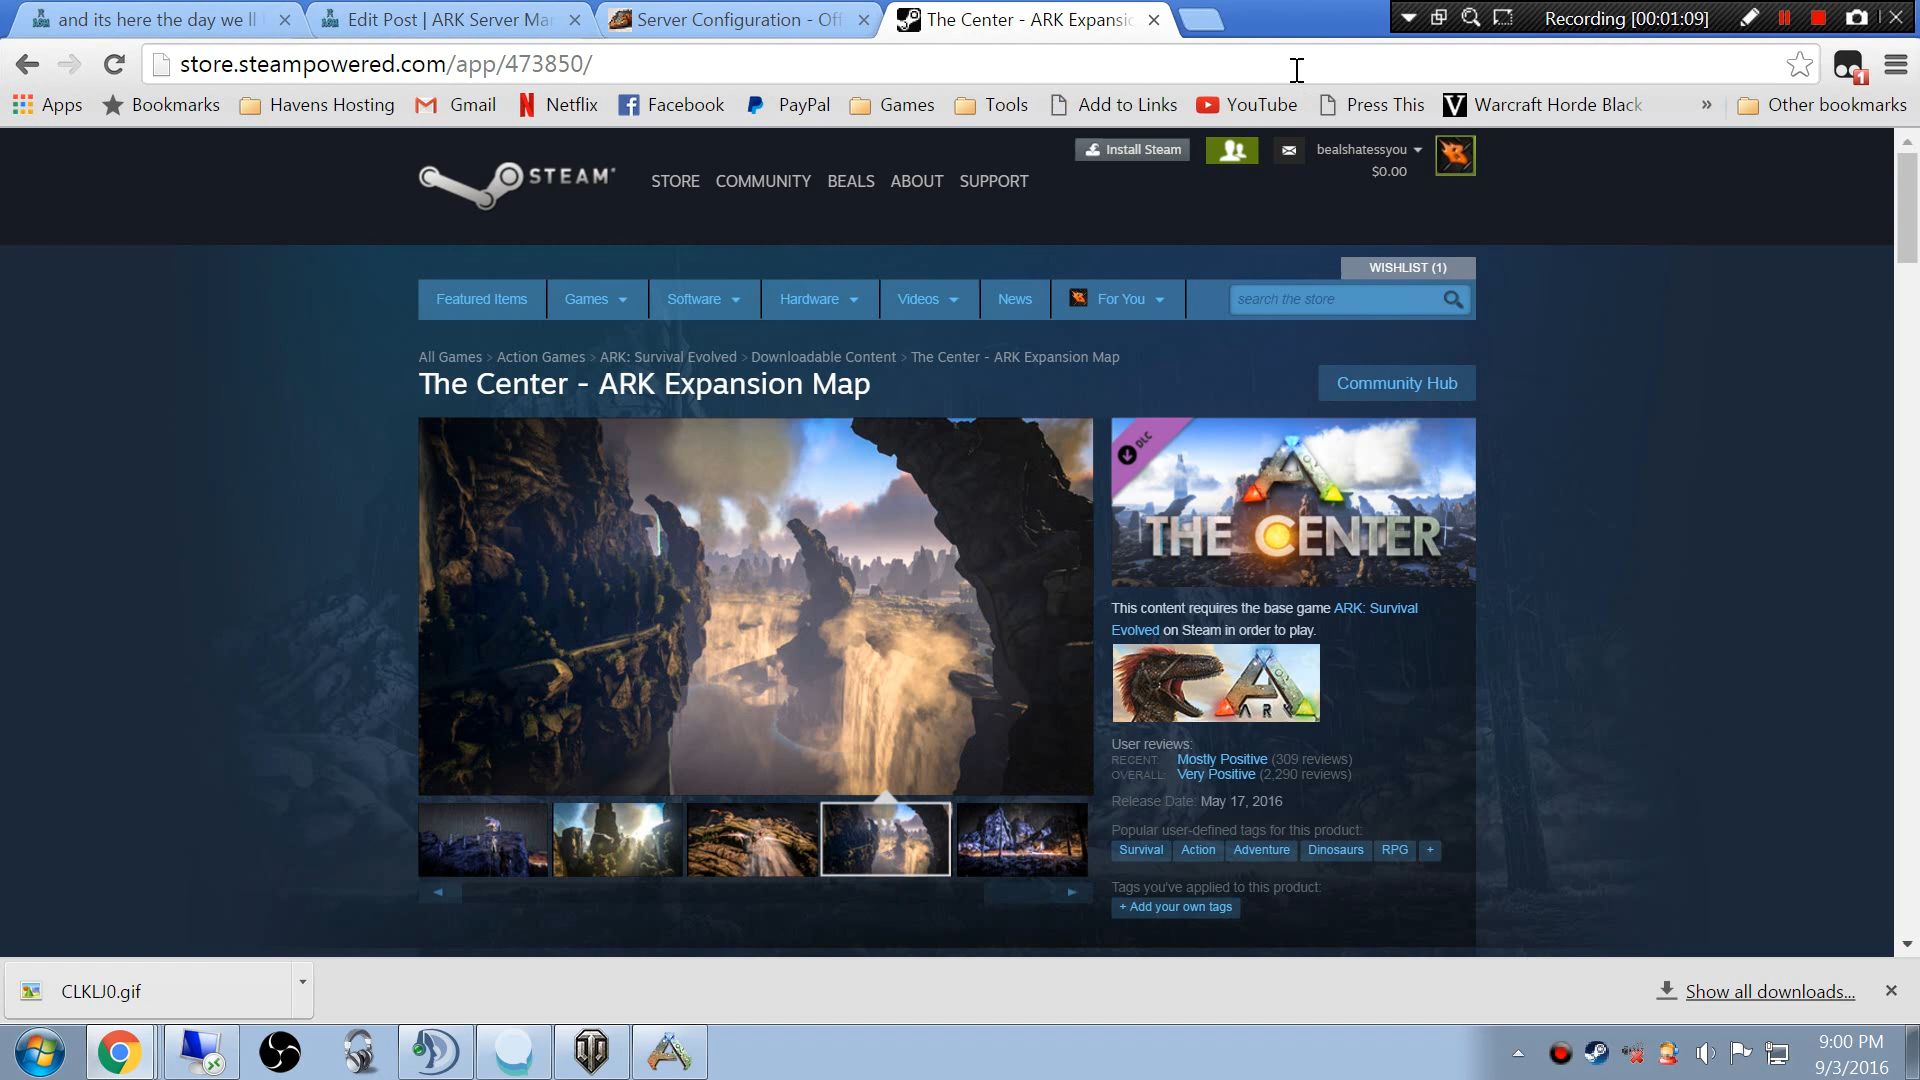 and its here the day we ll
Edit Post | ARK Server Ma
Server Configuration - Off
The Center - ARK Expansic
Recording [00:01:09]
store.steampowered.com/app/473850/
1
Apps
Bookmarks
Havens Hosting
Gmail
Netflix
Facebook
PayPal
Games
Tools
Add to Links
YouTube
Press This
Warcraft Horde Black
»
Other bookmarks
Install Steam
bealshatessyou
$0.00
STEAM
STORE
COMMUNITY
BEALS
ABOUT
SUPPORT
WISHLIST (1)
Featured Items
Games
Software
Hardware
Videos
News
For You
search the store
All Games > Action Games > ARK: Survival Evolved > Downloadable Content > The Center - ARK Expansion Map
The Center - ARK Expansion Map
Community Hub
DLC
THE CENTER
This content requires the base game ARK: Survival
Evolved on Steam in order to play.
ARK
User reviews:
RECENT: Mostly Positive (309 reviews)
OVERALL: Very Positive (2,290 reviews)
Release Date: May 17, 2016
Popular user-defined tags for this product:
Survival
Action
Adventure
Dinosaurs
RPG
+
Tags you've applied to this product:
+ Add your own tags
CLKLJ0.gif
Show all downloads...
9:00 PM
9/3/2016